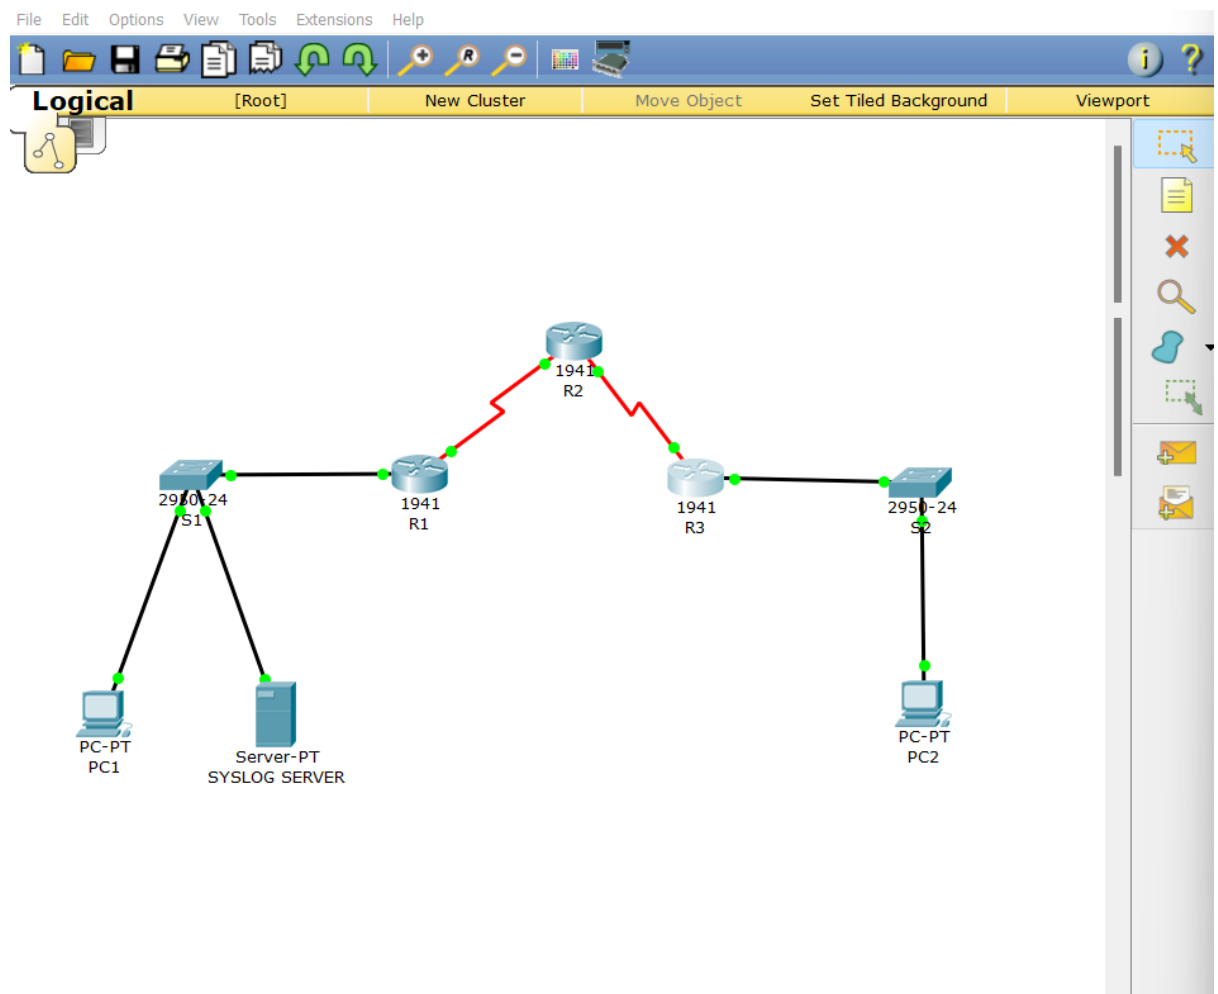 File Edit Options View Tools Extensions Help
R
i ?
Logical [Root] New Cluster Move Object Set Tiled Background Viewport
1941
R2
2950-24
S1
1941
R1
1941
R3
2950-24
S2
PC-PT
PC1
Server-PT
SYSLOG SERVER
PC-PT
PC2